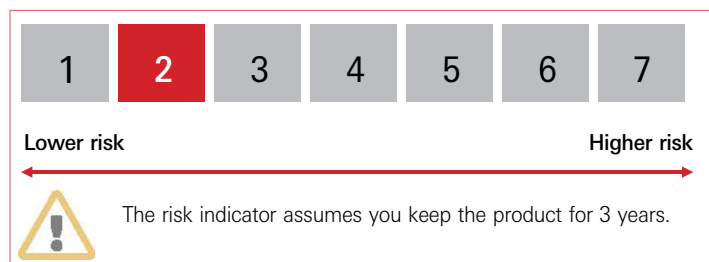 1 2 3 4 5 6 7
Lower risk Higher risk
The risk indicator assumes you keep the product for 3 years.